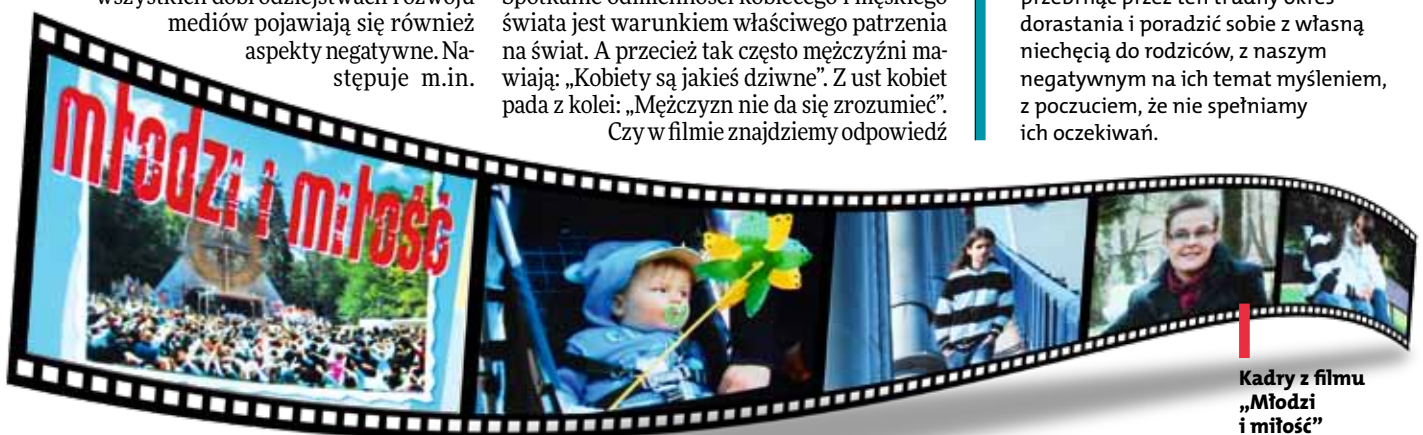 wszystkich dobrodziejstwach rozwoju
mediów pojawiają się również
aspekty negatywne. Na-
stępuje m.in.
Spotkanie odmienności kobiecego i męskiego
świata jest warunkiem właściwego patrzenia
na świat. A przecież tak często mężczyźni ma-
wiają: „Kobiety są jakieś dziwne”. Z ust kobiet
pada z kolei: „Mężczyzn nie da się zrozumieć”.
Czy w filmie znajdziemy odpowiedź
przebrnąć przez ten trudny okres
dorastania i poradzić sobie z własną
niechęcią do rodziców, z naszym
negatywnym na ich temat myśleniem,
z poczuciem, że nie spełniamy
ich oczekiwań.
młodzi i miłość
Kadry z filmu
„Młodzi
i miłość”